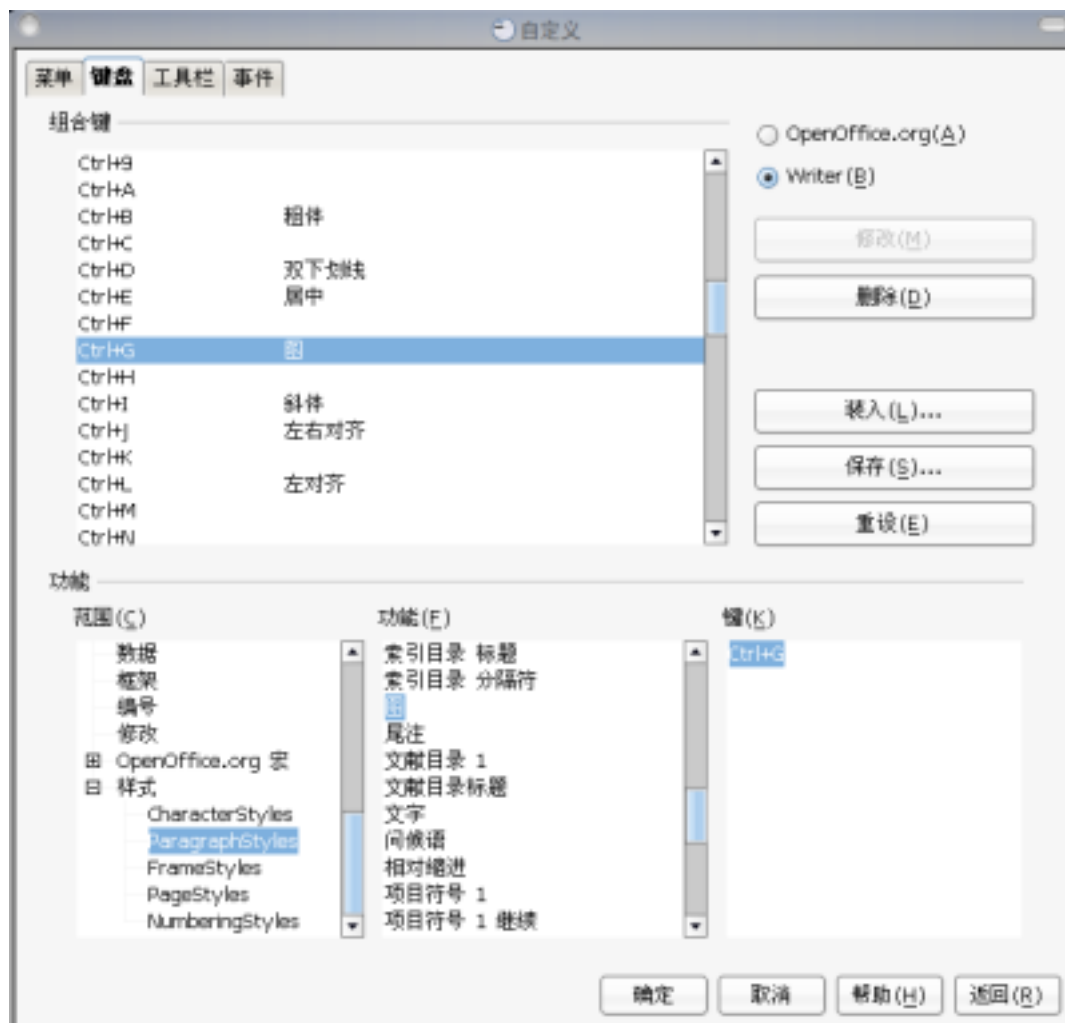 自定义
菜单 键盘 工具栏 事件
组合键
Ctrl+9
Ctrl+A
Ctrl+B 粗体
Ctrl+C
Ctrl+D 双下划线
Ctrl+E 居中
Ctrl+F
Ctrl+G 图
Ctrl+H
Ctrl+I 斜体
Ctrl+J 左右对齐
Ctrl+K
Ctrl+L 左对齐
Ctrl+M
Ctrl+N
OpenOffice.org(A)
Writer(B)
修改(M)
删除(D)
装入(L)...
保存(S)...
重设(E)
功能
范围(C)
数据
框架
编号
修改
OpenOffice.org 宏
样式
CharacterStyles
ParagraphStyles
FrameStyles
PageStyles
NumberingStyles
功能(F)
索引目录 标题
索引目录 分隔符
图
尾注
文献目录 1
文献目录标题
文字
问候语
相对缩进
项目符号 1
项目符号 1 继续
键(K)
Ctrl+G
确定 取消 帮助(H) 返回(R)